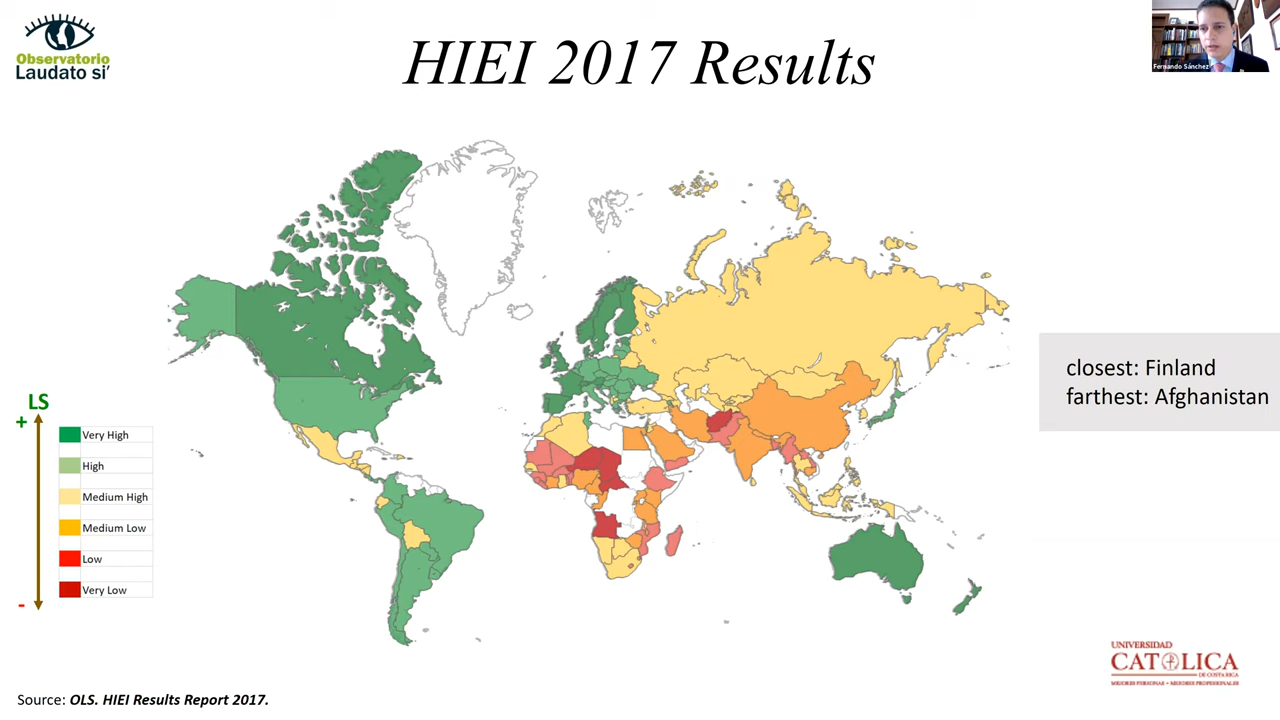 Observatorio
Laudato si'
HIEI 2017 Results
Fernando Sánchez
closest: Finland
farthest: Afghanistan
LS
+
Very High
High
Medium High
Medium Low
Low
Very Low
-
UNIVERSIDAD
CATOLICA
DE COSTA RICA
MEJORES PERSONAS • MEJORES PROFESIONALES
Source: OLS. HIEI Results Report 2017.